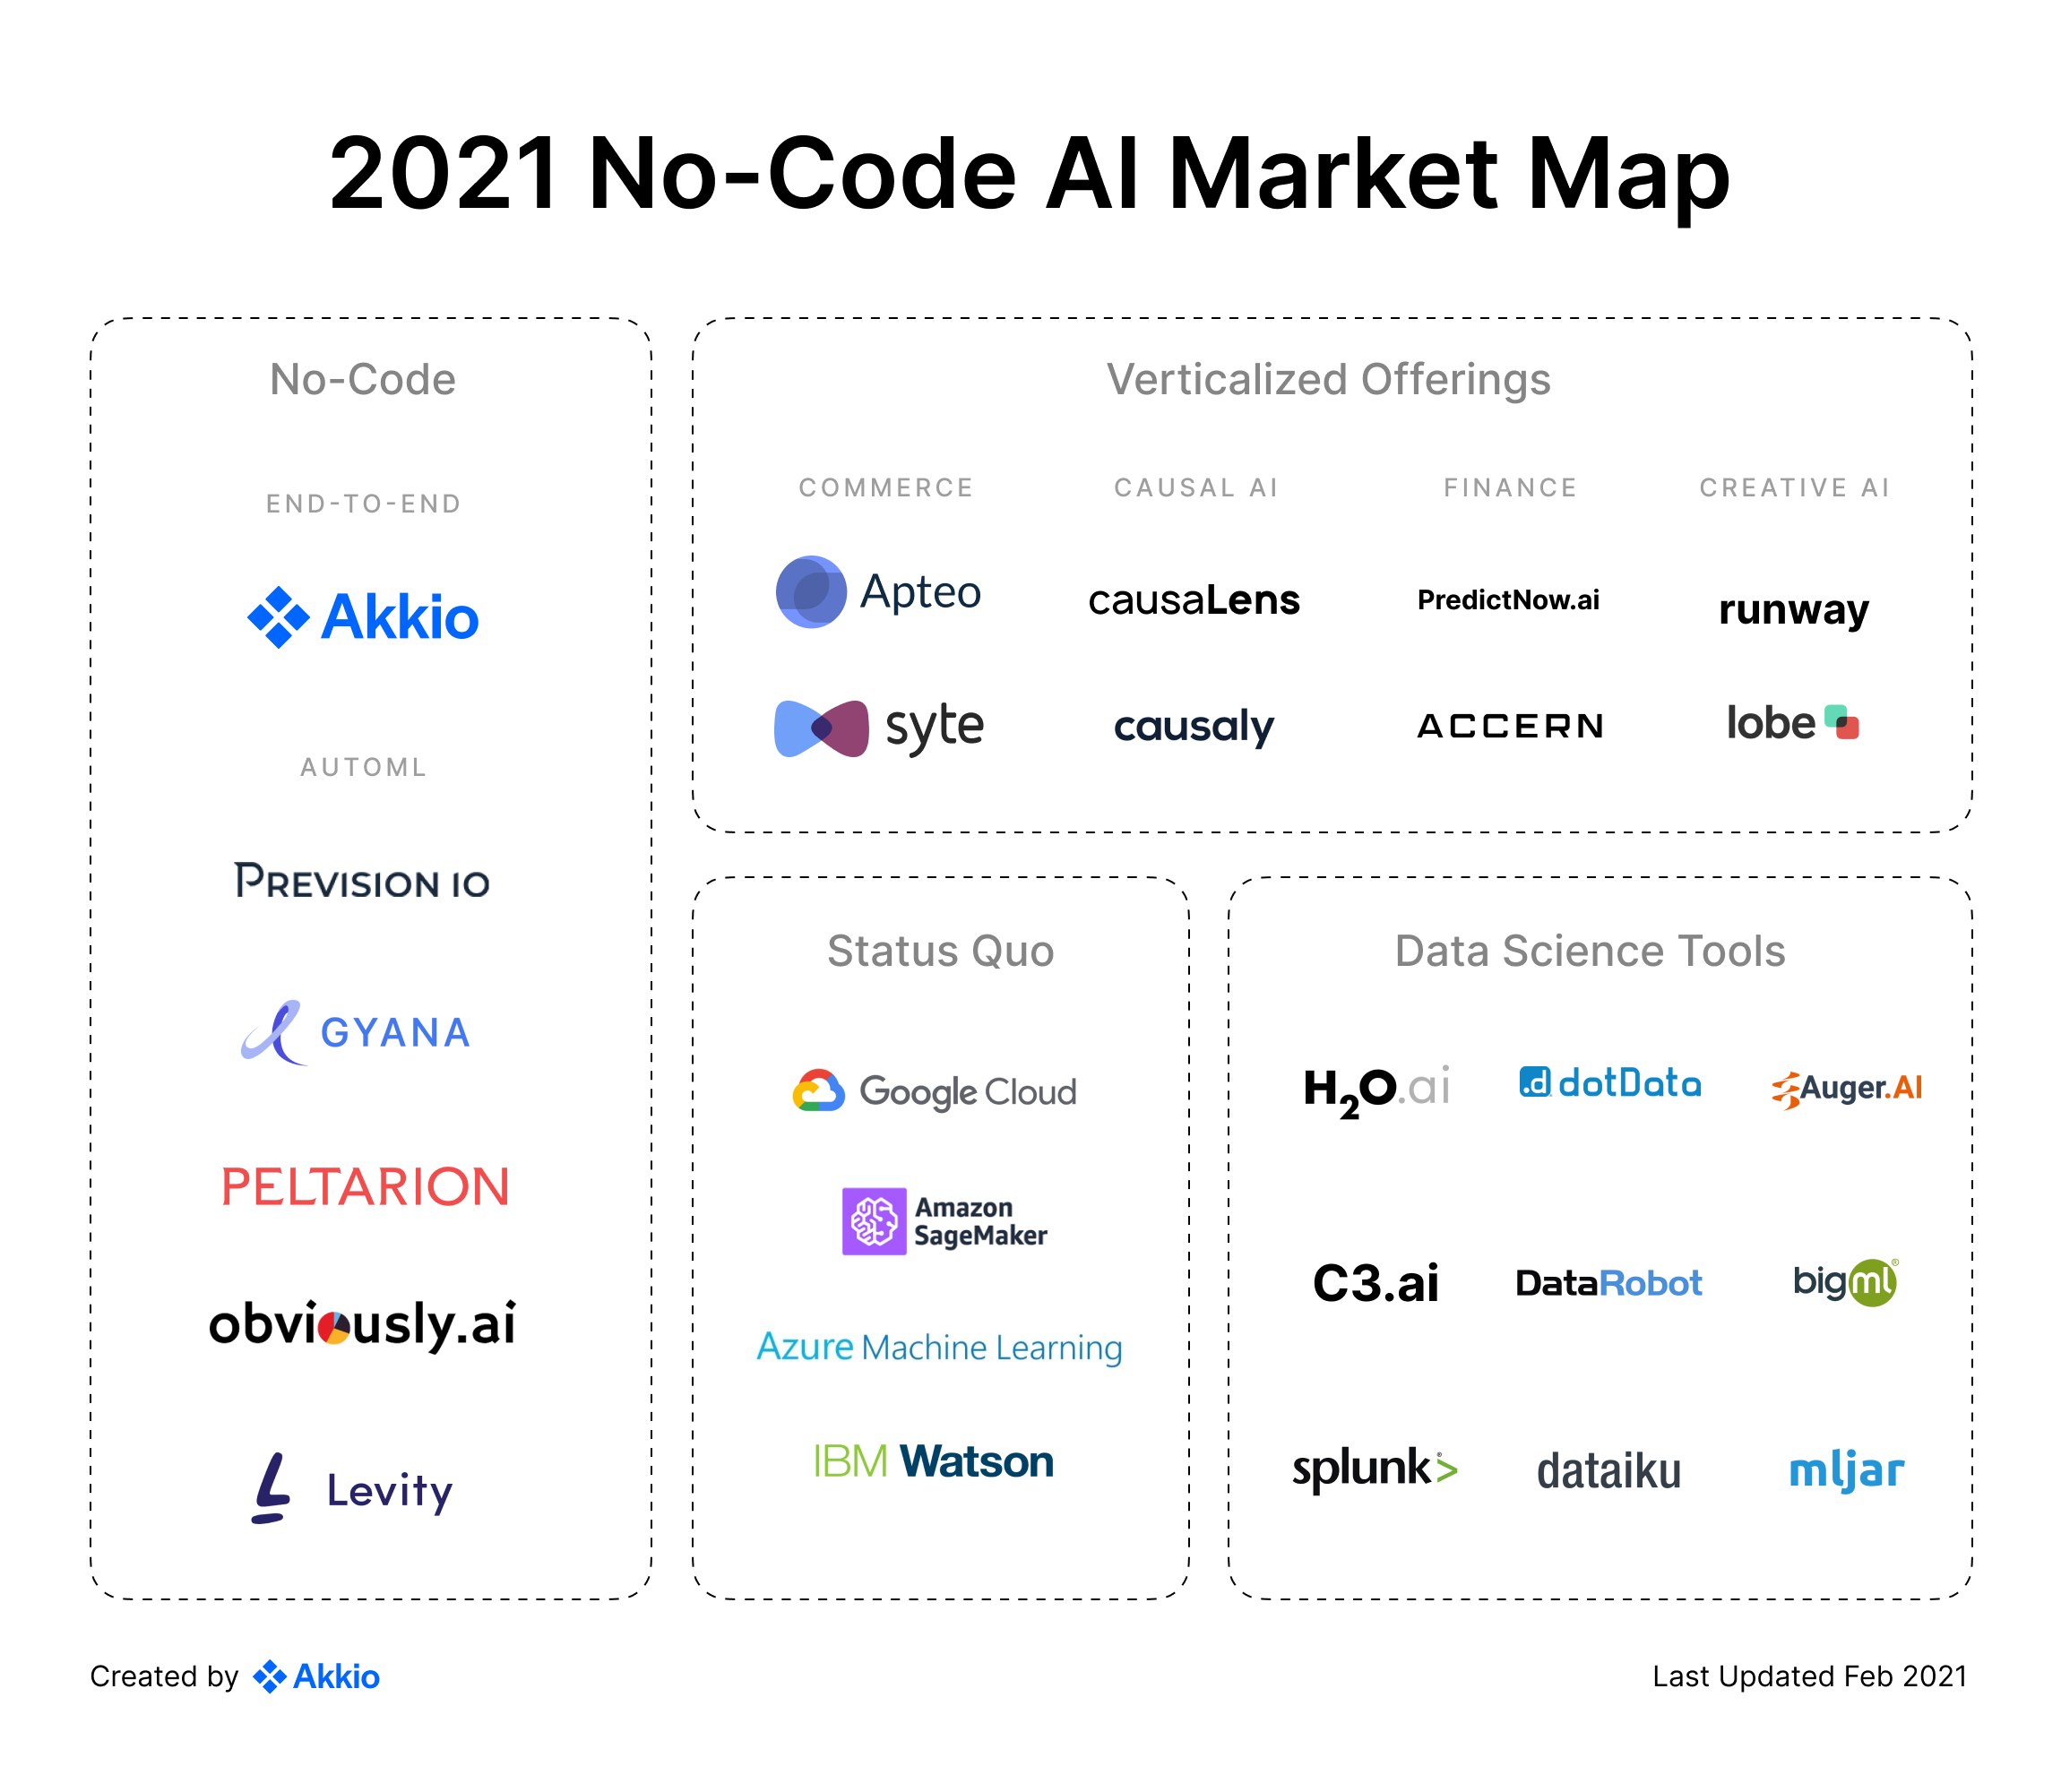 2021 No-Code AI Market Map
No-Code
END-TO-END
Akkio
AUTOML
PREVISION IO
GYANA
PELTARION
obviously.ai
Levity
Verticalized Offerings
COMMERCE
Apteo
syte
CAUSAL AI
causaLens
causaly
FINANCE
PredictNow.ai
ACCERN
CREATIVE AI
runway
lobe
Status Quo
Google Cloud
Amazon
SageMaker
Azure Machine Learning
IBM Watson
Data Science Tools
H2O.ai
.d dotData
Auger.AI
C3.ai
DataRobot
bigml®
splunk®>
dataiku
mljar
Created by Akkio
Last Updated Feb 2021